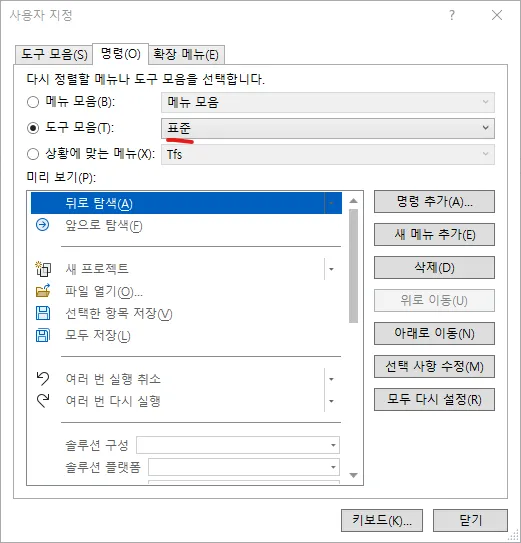 사용자 지정
도구 모음(S) 명령(O) 확장 메뉴(E)
다시 정렬할 메뉴나 도구 모음을 선택합니다.
메뉴 모음(B): 메뉴 모음
도구 모음(T): 표준
상황에 맞는 메뉴(X): Tfs
미리 보기(P):
뒤로 탐색(A)
앞으로 탐색(F)
새 프로젝트
파일 열기(O)...
선택한 항목 저장(V)
모두 저장(L)
여러 번 실행 취소
여러 번 다시 실행
솔루션 구성
솔루션 플랫폼
명령 추가(A)...
새 메뉴 추가(E)
삭제(D)
위로 이동(U)
아래로 이동(N)
선택 사항 수정(M)
모두 다시 설정(R)
키보드(K)... 닫기